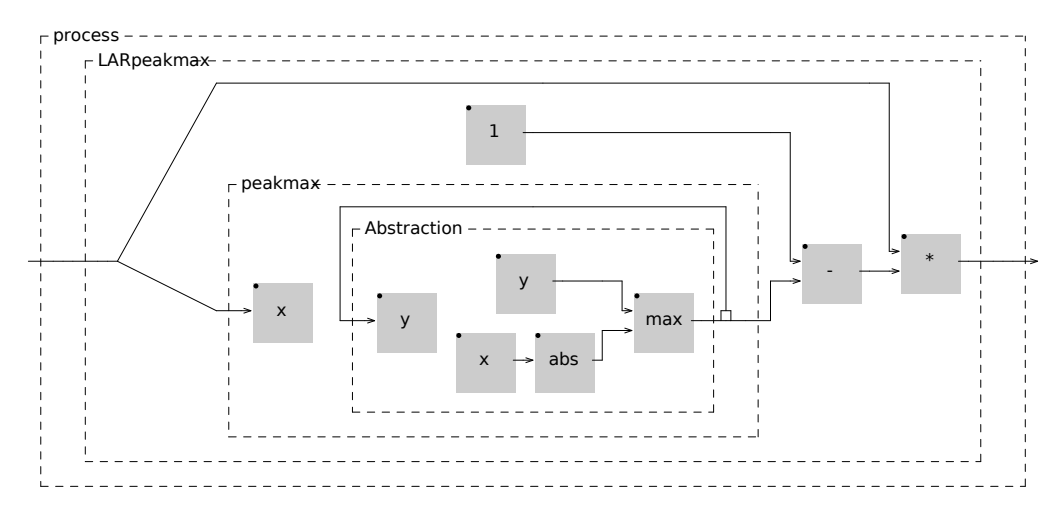 process
LARpeakmax
1
peakmax
Abstraction
y
-
*
x
y
max
x
abs